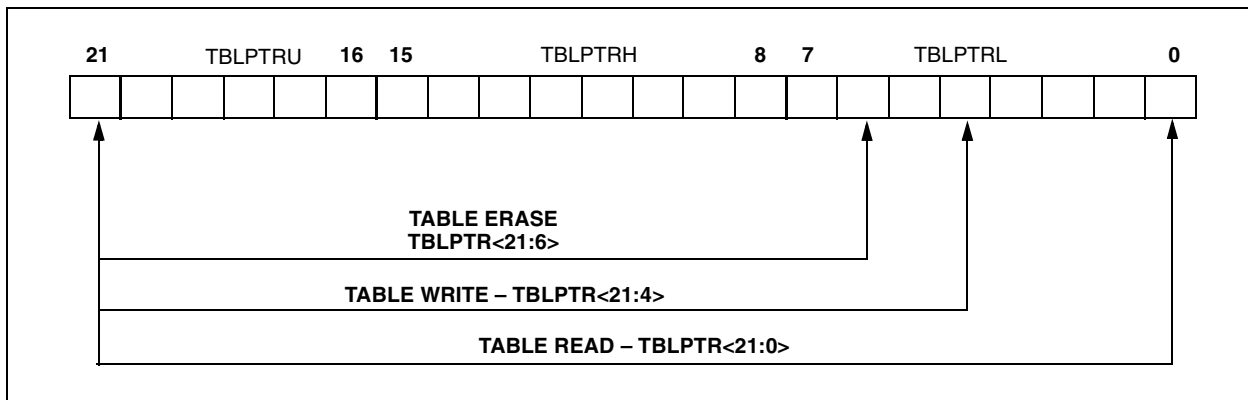 21 TBLPTRU 16 15 TBLPTRH 8 7 TBLPTRL 0
TABLE ERASE
TBLPTR<21:6>
TABLE WRITE – TBLPTR<21:4>
TABLE READ – TBLPTR<21:0>